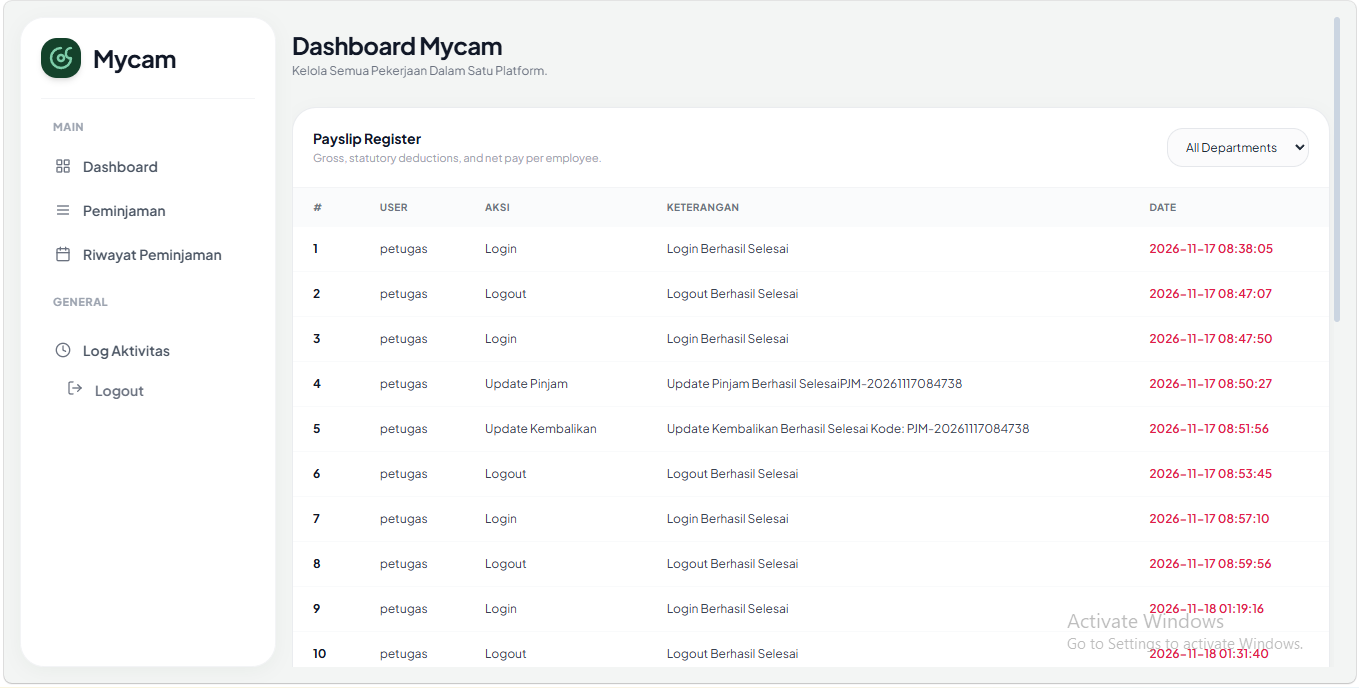 Mycam
MAIN
Dashboard
Peminjaman
Riwayat Peminjaman
GENERAL
Log Aktivitas
Logout
Dashboard Mycam
Kelola Semua Pekerjaan Dalam Satu Platform.
Payslip Register
Gross, statutory deductions, and net pay per employee.
All Departments
# USER AKSI KETERANGAN DATE
1 petugas Login Login Berhasil Selesai 2026-11-17 08:38:05
2 petugas Logout Logout Berhasil Selesai 2026-11-17 08:47:07
3 petugas Login Login Berhasil Selesai 2026-11-17 08:47:50
4 petugas Update Pinjam Update Pinjam Berhasil SelesaiPJM-20261117084738 2026-11-17 08:50:27
5 petugas Update Kembalikan Update Kembalikan Berhasil Selesai Kode: PJM-20261117084738 2026-11-17 08:51:56
6 petugas Logout Logout Berhasil Selesai 2026-11-17 08:53:45
7 petugas Login Login Berhasil Selesai 2026-11-17 08:57:10
8 petugas Logout Logout Berhasil Selesai 2026-11-17 08:59:56
9 petugas Login Login Berhasil Selesai 2026-11-18 01:19:16
10 petugas Logout Logout Berhasil Selesai 2026-11-18 01:31:40
Activate Windows
Go to Settings to activate Windows.